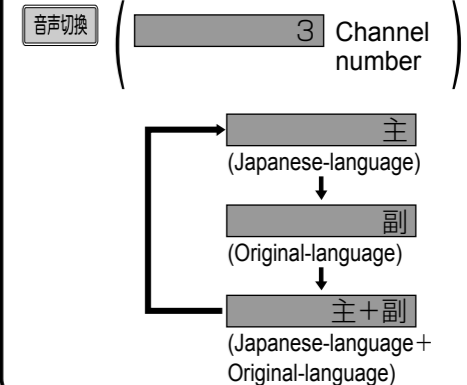 音声切換
3 Channel
number
主
(Japanese-language)
副
(Original-language)
主＋副
(Japanese-language＋
Original-language)